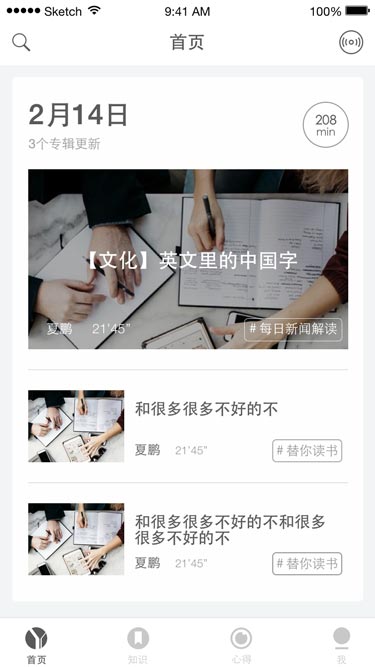 Sketch 9:41 AM 100%
首页
2月14日
3个专辑更新
208
min
【文化】英文里的中国字
夏鹏 21'45" # 每日新闻解读
和很多很多不好的不
夏鹏 21'45" # 替你读书
和很多很多不好的不和很多
很多不好的不
夏鹏 21'45" # 替你读书
首页 知识 心得 我